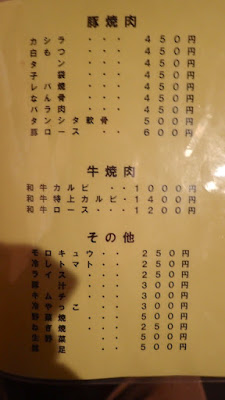 豚焼肉
カシラ・・・450円
白もつ・・・450円
タン・・・450円
子袋・・・450円
レバ焼・・・450円
なん骨・・・450円
バラ肉・・・450円
タンシタ軟骨・・・500円
豚ロース・・・600円
牛焼肉
和牛カルビ・・・1000円
和牛特上カルビ・・1400円
和牛ロース・・・1200円
その他
モロキュウ・・250円
冷しトマト・・250円
ライス・・・250円
300円
300円
500円
250円
野菜焼・・・500円
500円